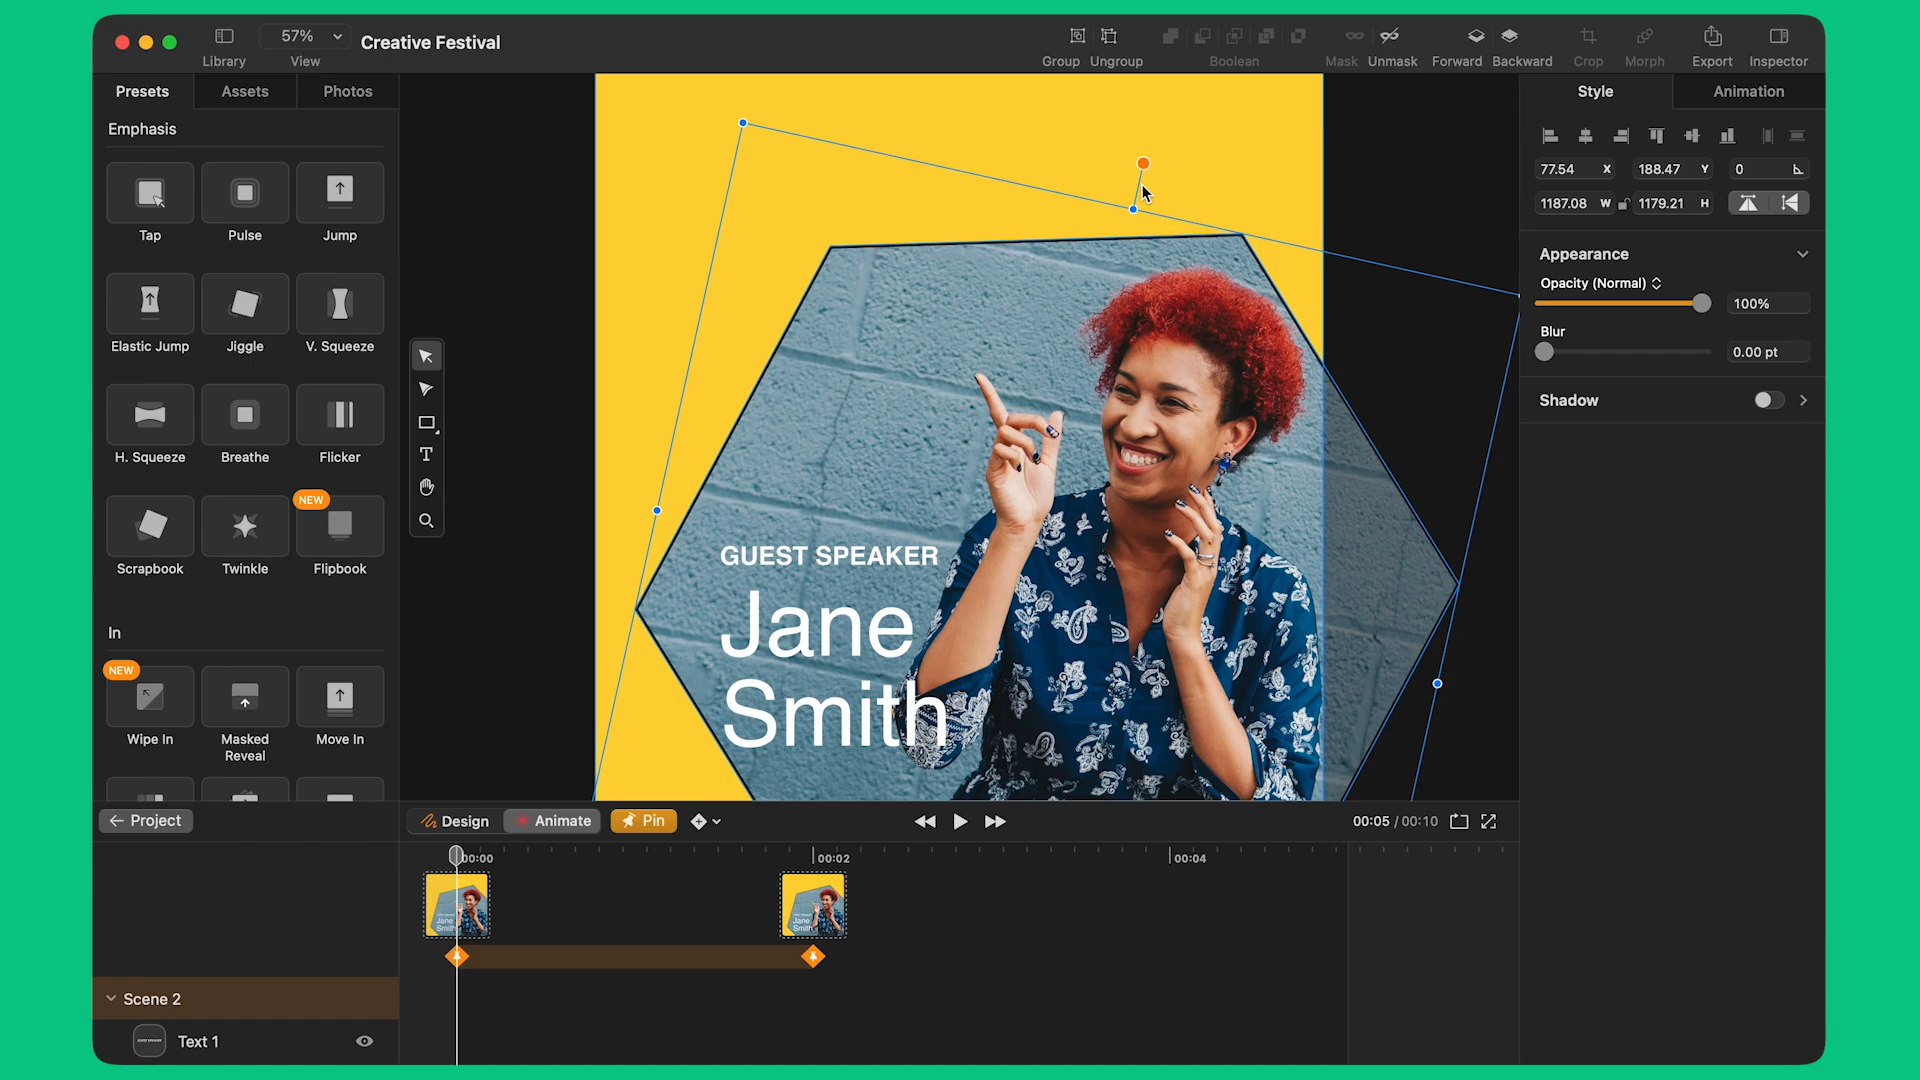 57%
Creative Festival
Library
View
Group
Ungroup
Boolean
Mask
Unmask
Forward
Backward
Crop
Morph
Export
Inspector
Presets
Assets
Photos
Style
Animation
Emphasis
77.54 X
188.47 Y
0
1187.08 W
1179.21 H
Tap
Pulse
Jump
Appearance
Opacity (Normal)
100%
Blur
0.00 pt
Elastic Jump
Jiggle
V. Squeeze
Shadow
H. Squeeze
Breathe
Flicker
NEW
Scrapbook
Twinkle
Flipbook
GUEST SPEAKER
Jane
Smith
In
NEW
Wipe In
Masked
Reveal
Move In
T
Project
Design
Animate
Pin
00:05 / 00:10
00:00
00:02
00:04
Jane
Smith
Jane
Smith
Scene 2
Text 1